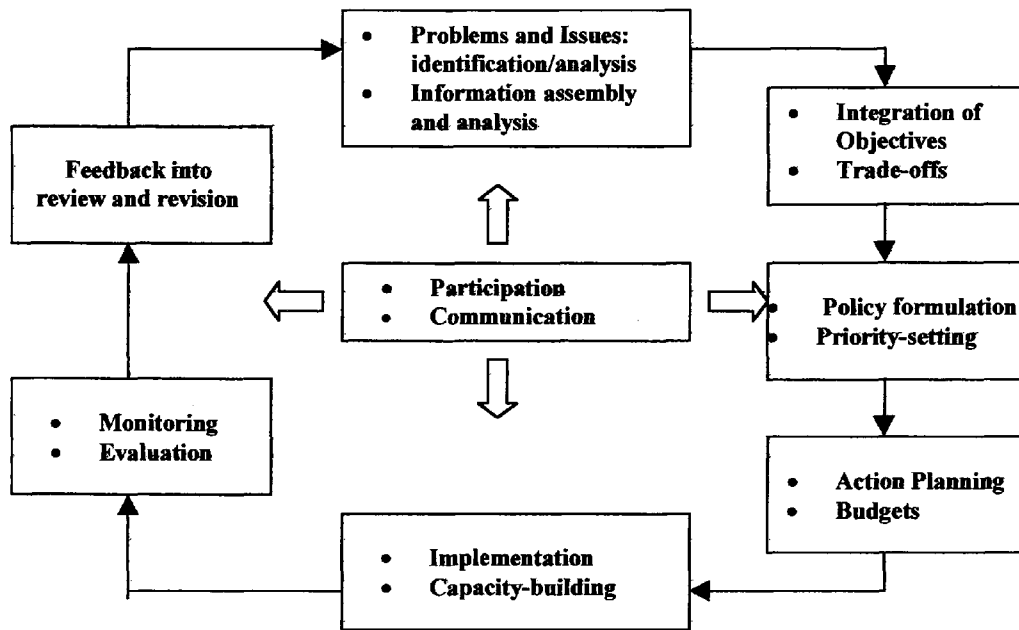 • Problems and Issues:
identification/analysis
• Information assembly
and analysis
• Integration of
Objectives
• Trade-offs
Feedback into
review and revision
• Participation
• Communication
• Policy formulation
• Priority-setting
• Monitoring
• Evaluation
• Action Planning
• Budgets
• Implementation
• Capacity-building